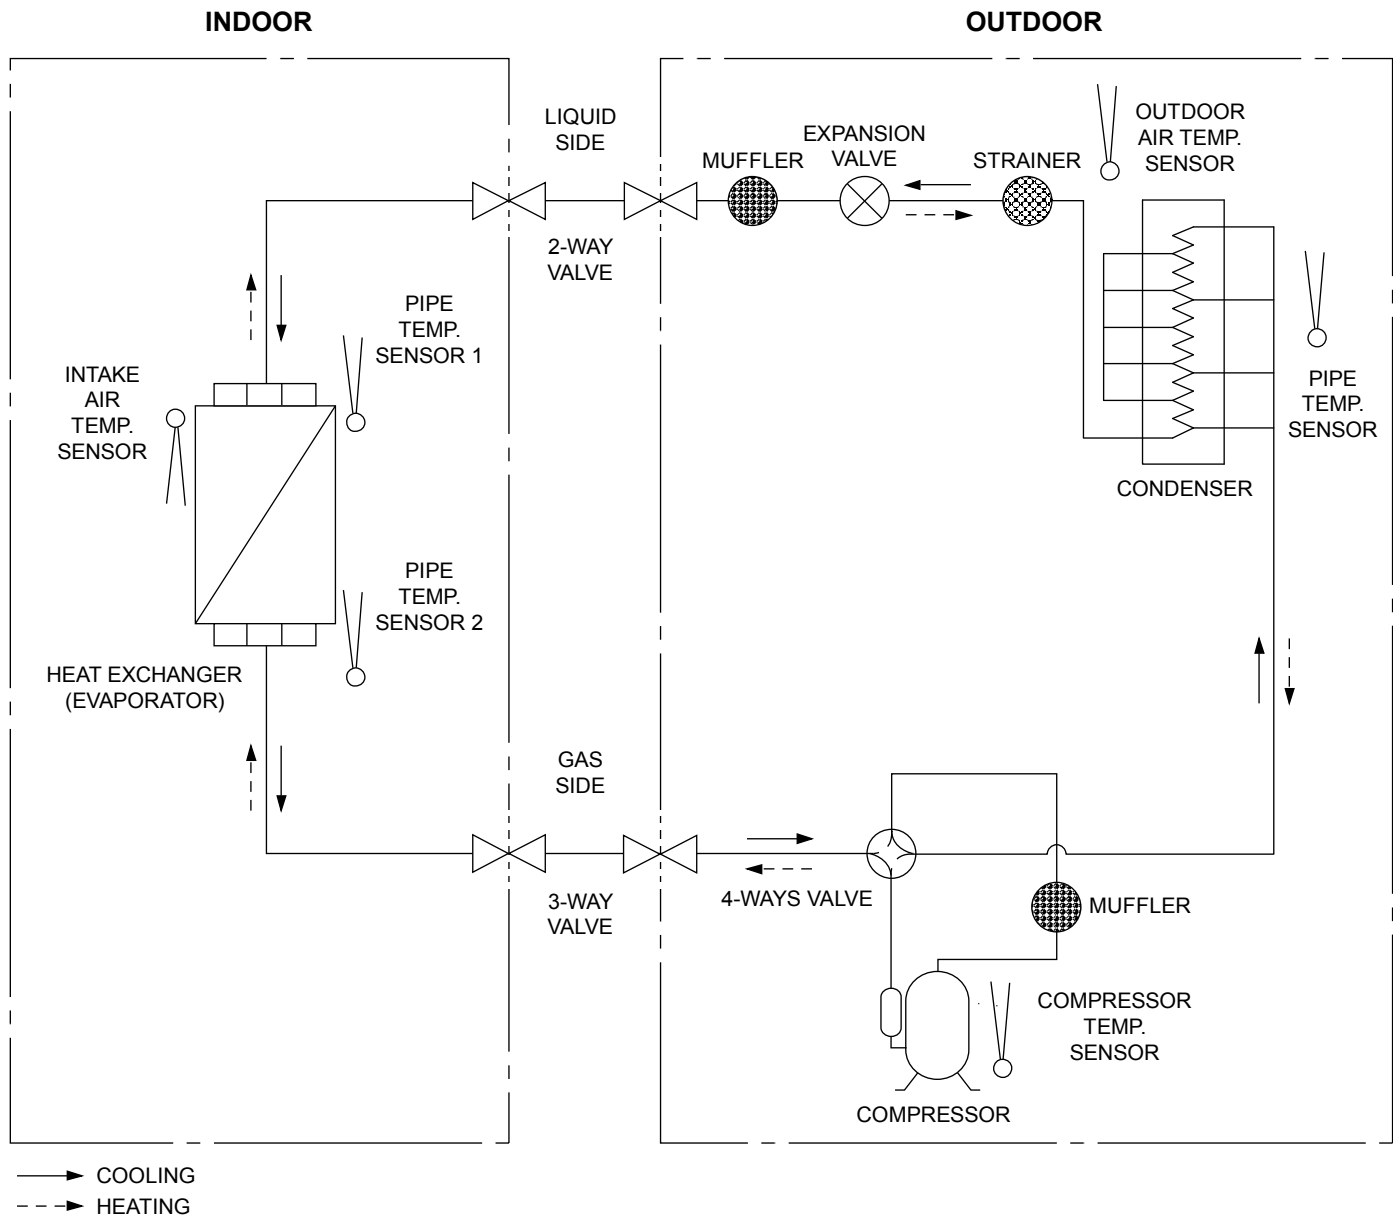 INDOOR
OUTDOOR
LIQUID
SIDE
MUFFLER
EXPANSION
VALVE
STRAINER
OUTDOOR
AIR TEMP.
SENSOR
2-WAY
VALVE
PIPE
TEMP.
SENSOR 1
INTAKE
AIR
TEMP.
SENSOR
PIPE
TEMP.
SENSOR
CONDENSER
PIPE
TEMP.
SENSOR 2
HEAT EXCHANGER
(EVAPORATOR)
GAS
SIDE
3-WAY
VALVE
4-WAYS VALVE
MUFFLER
COMPRESSOR
TEMP.
SENSOR
COMPRESSOR
COOLING
HEATING